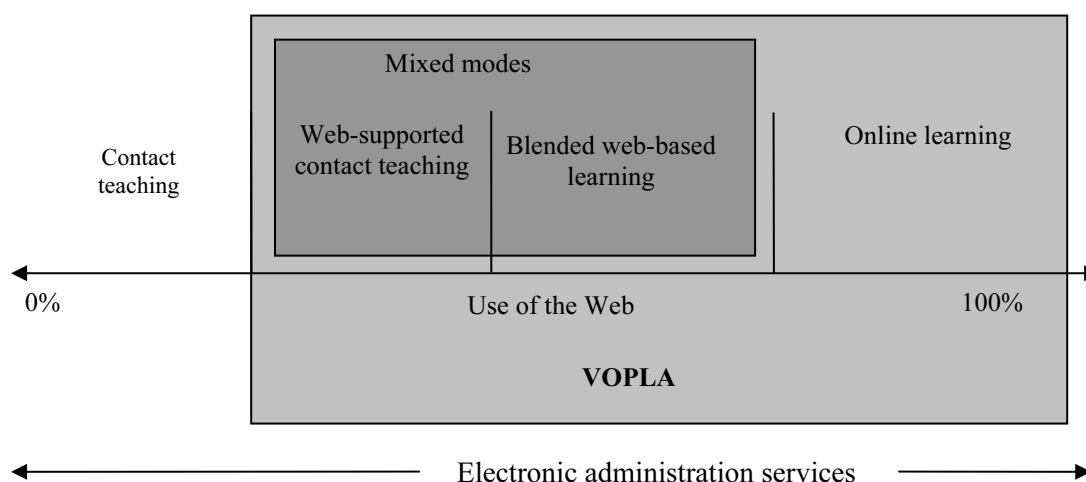 Mixed modes
Contact
teaching
Web-supported
contact teaching
Blended web-based
learning
Online learning
0%
Use of the Web
100%
VOPLA
Electronic administration services